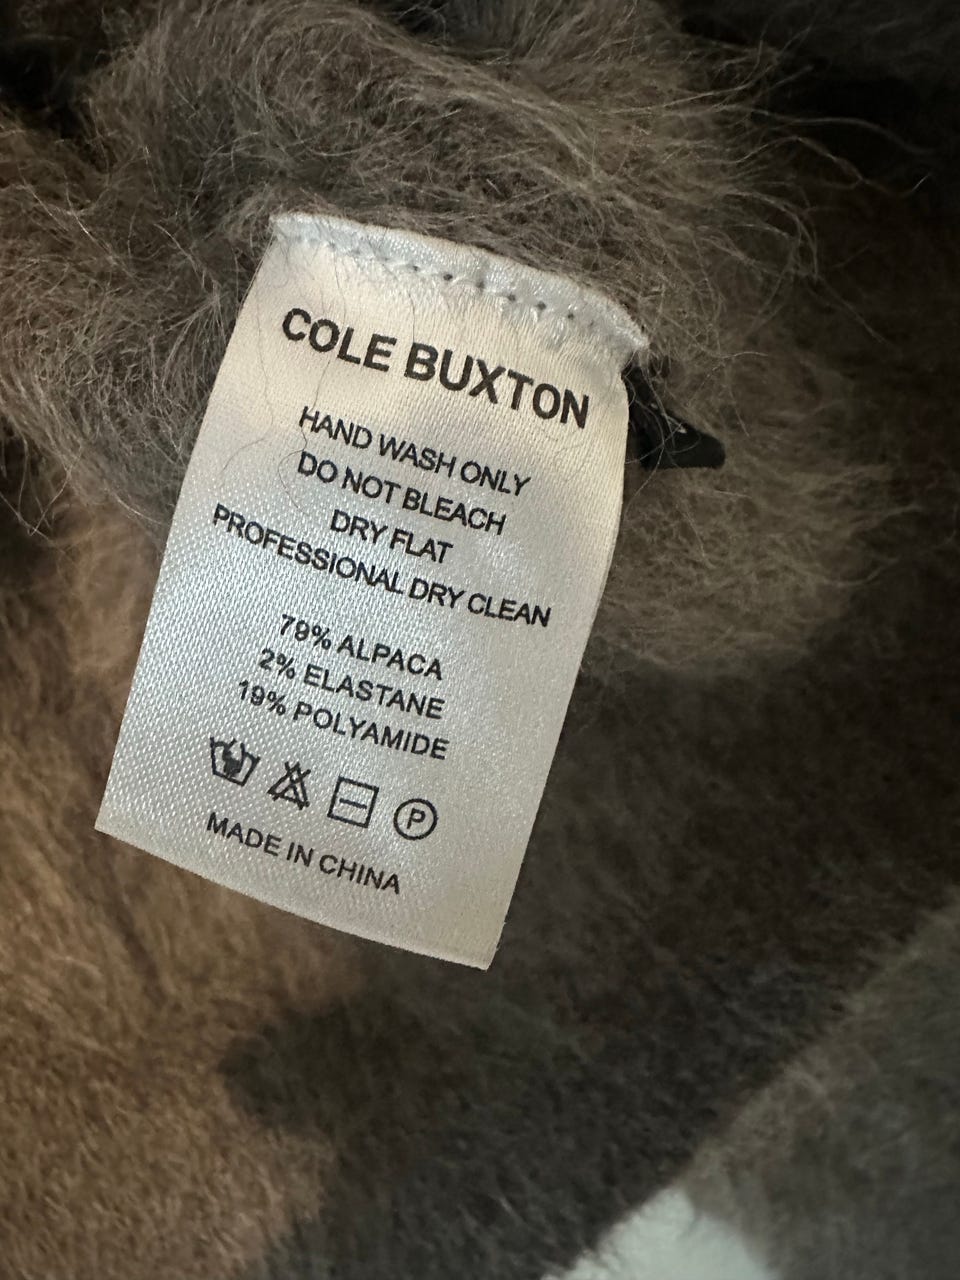 COLE BUXTON
HAND WASH ONLY
DO NOT BLEACH
DRY FLAT
PROFESSIONAL DRY CLEAN
79% ALPACA
2% ELASTANE
19% POLYAMIDE
P
MADE IN CHINA